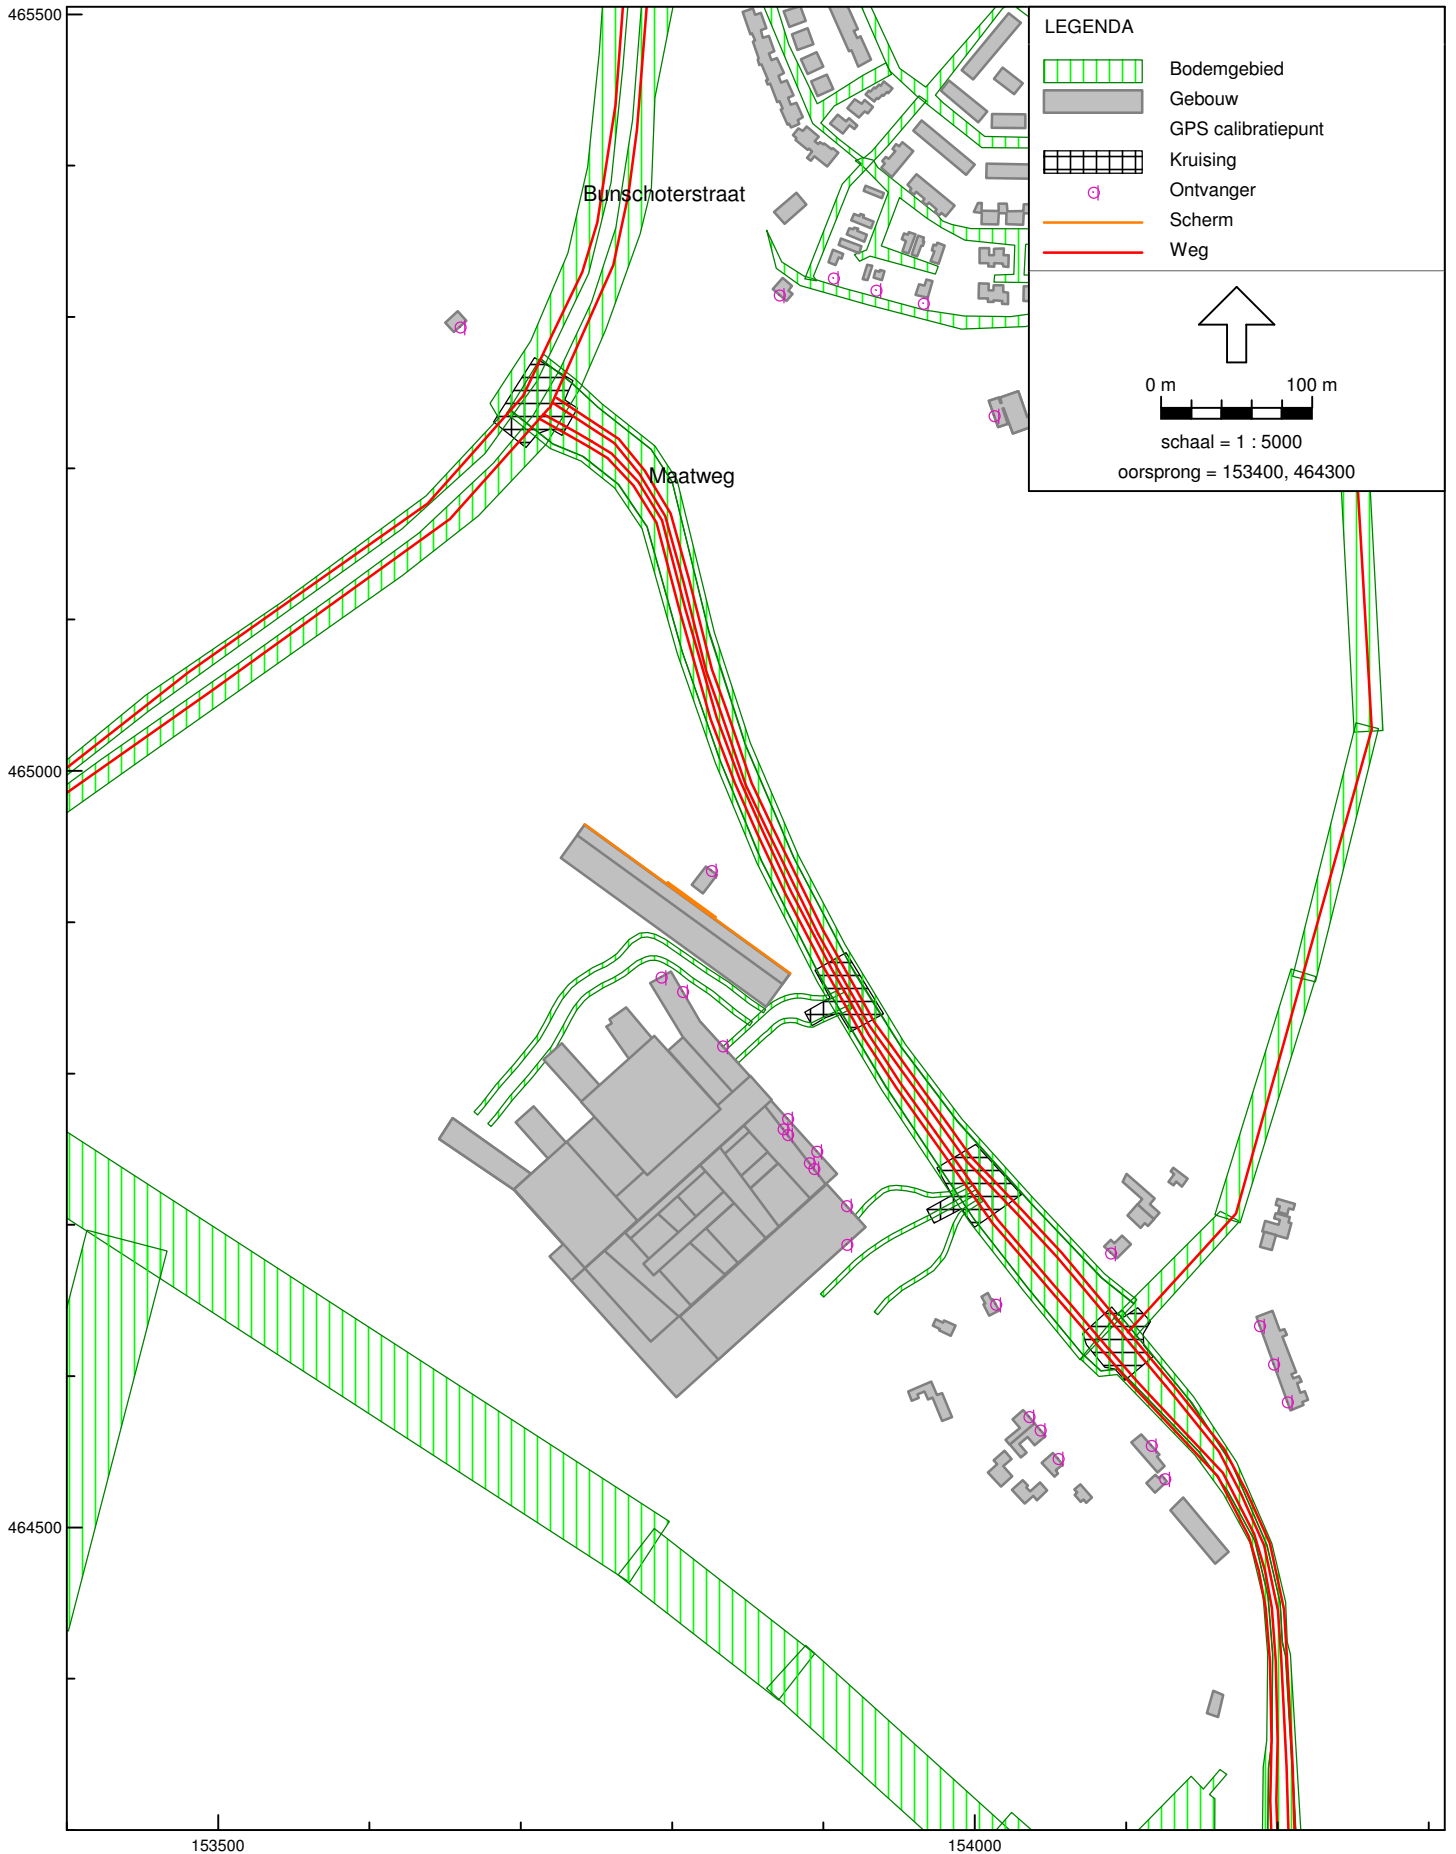 465500
LEGENDA
Bodemgebied
Gebouw
GPS calibratiepunt
Kruising
Ontvanger
Scherm
Weg
0 m 100 m
schaal = 1 : 5000
oorsprong = 153400, 464300
Bunschoterstraat
Maatweg
465000
464500
153500 154000